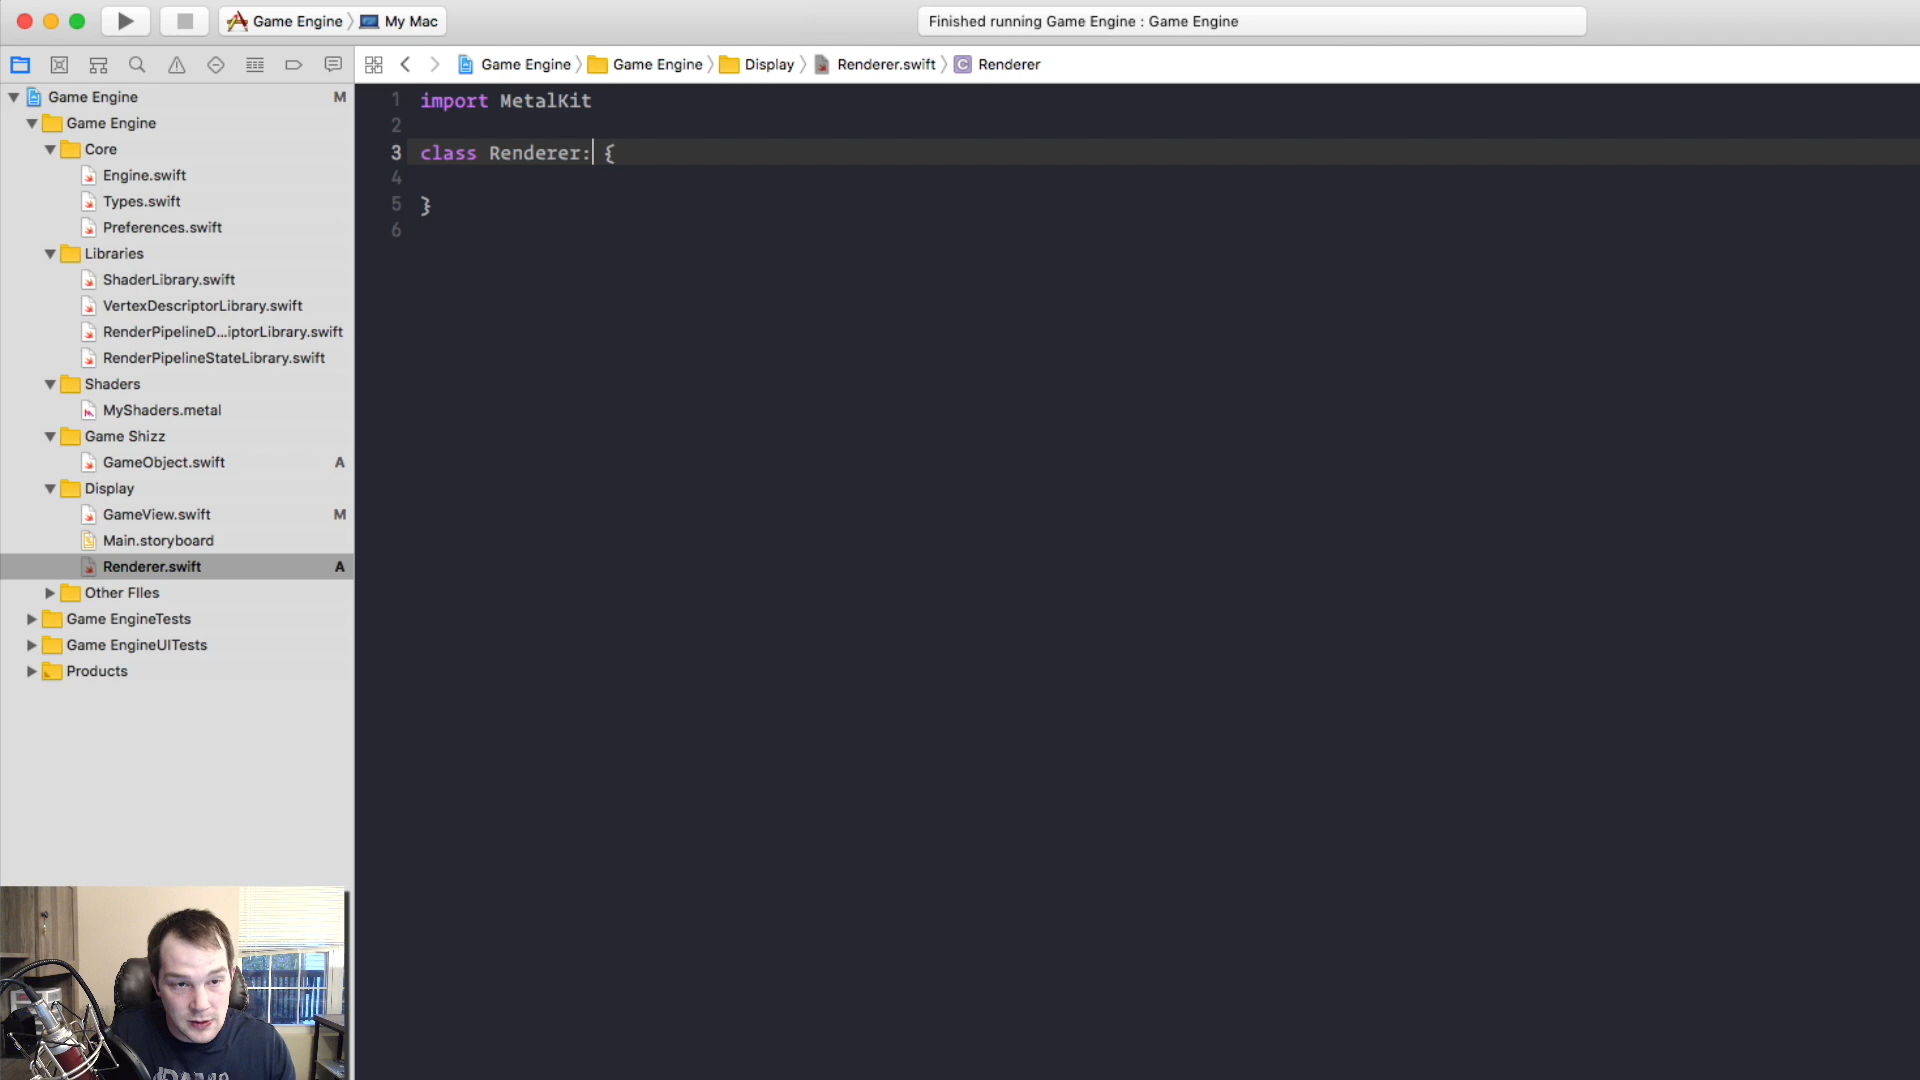 Game Engine
My Mac
Finished running Game Engine : Game Engine
Game Engine
Game Engine
Display
Renderer.swift
C
Renderer
Game Engine
M
Game Engine
Core
Engine.swift
Types.swift
Preferences.swift
Libraries
ShaderLibrary.swift
VertexDescriptorLibrary.swift
RenderPipelineD...iptorLibrary.swift
RenderPipelineStateLibrary.swift
Shaders
MyShaders.metal
Game Shizz
GameObject.swift
A
Display
GameView.swift
M
Main.storyboard
Renderer.swift
A
Other FIles
Game EngineTests
Game EngineUITests
Products
1 import MetalKit
2
3 class Renderer: {
4
5 }
6